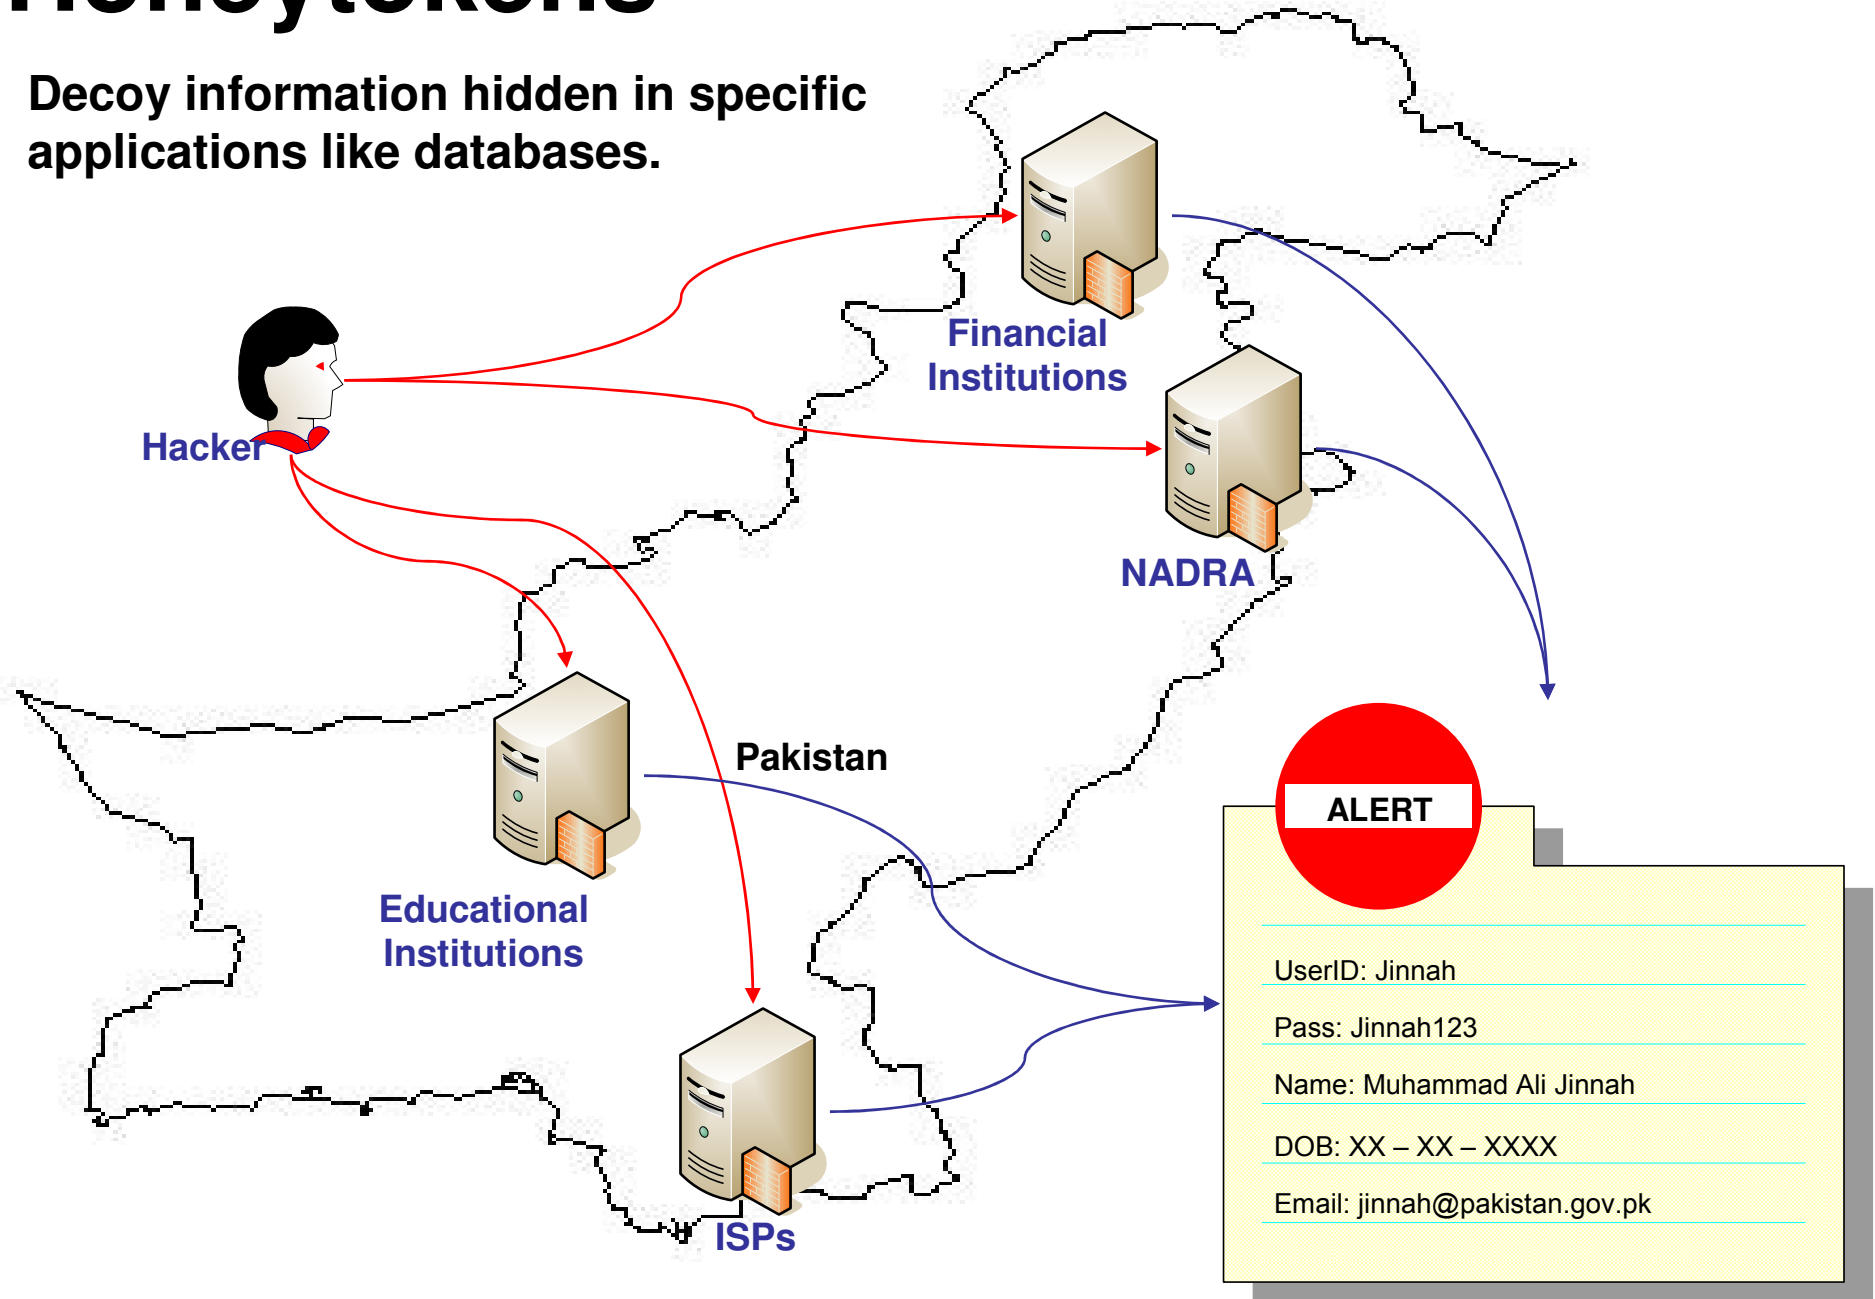 Honeytokens
Decoy information hidden in specific
applications like databases.
Financial
Institutions
Hacker
NADRA
Pakistan
Educational
Institutions
ISPs
ALERT
UserID: Jinnah
Pass: Jinnah123
Name: Muhammad Ali Jinnah
DOB: XX – XX – XXXX
Email: jinnah@pakistan.gov.pk